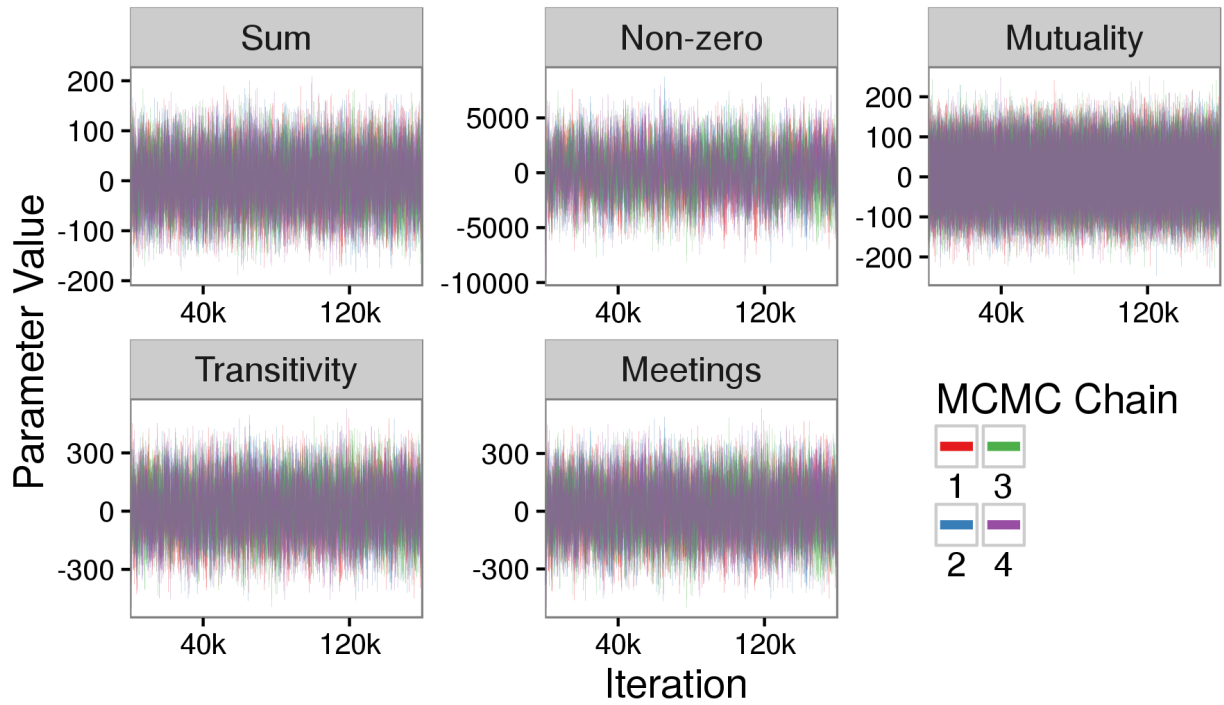 Sum
Non-zero
Mutuality
200
100
0
-100
-200
5000
0
-5000
-10000
200
100
0
-100
-200
40k 120k
40k 120k
40k 120k
Parameter Value
Transitivity
Meetings
300
0
-300
300
0
-300
40k 120k
40k 120k
Iteration
MCMC Chain
1 3
2 4